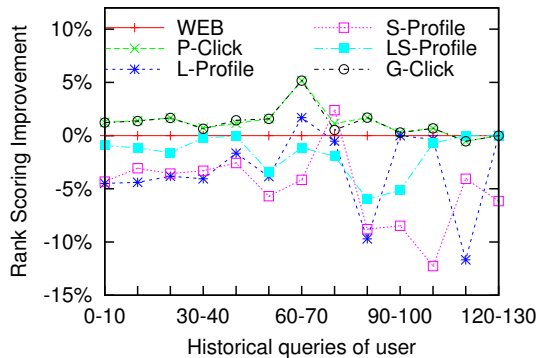 10%
5%
0%
-5%
-10%
-15%
Rank Scoring Improvement
WEB
P-Click
L-Profile
S-Profile
LS-Profile
G-Click
0-10
30-40
60-70
90-100
120-130
Historical queries of user